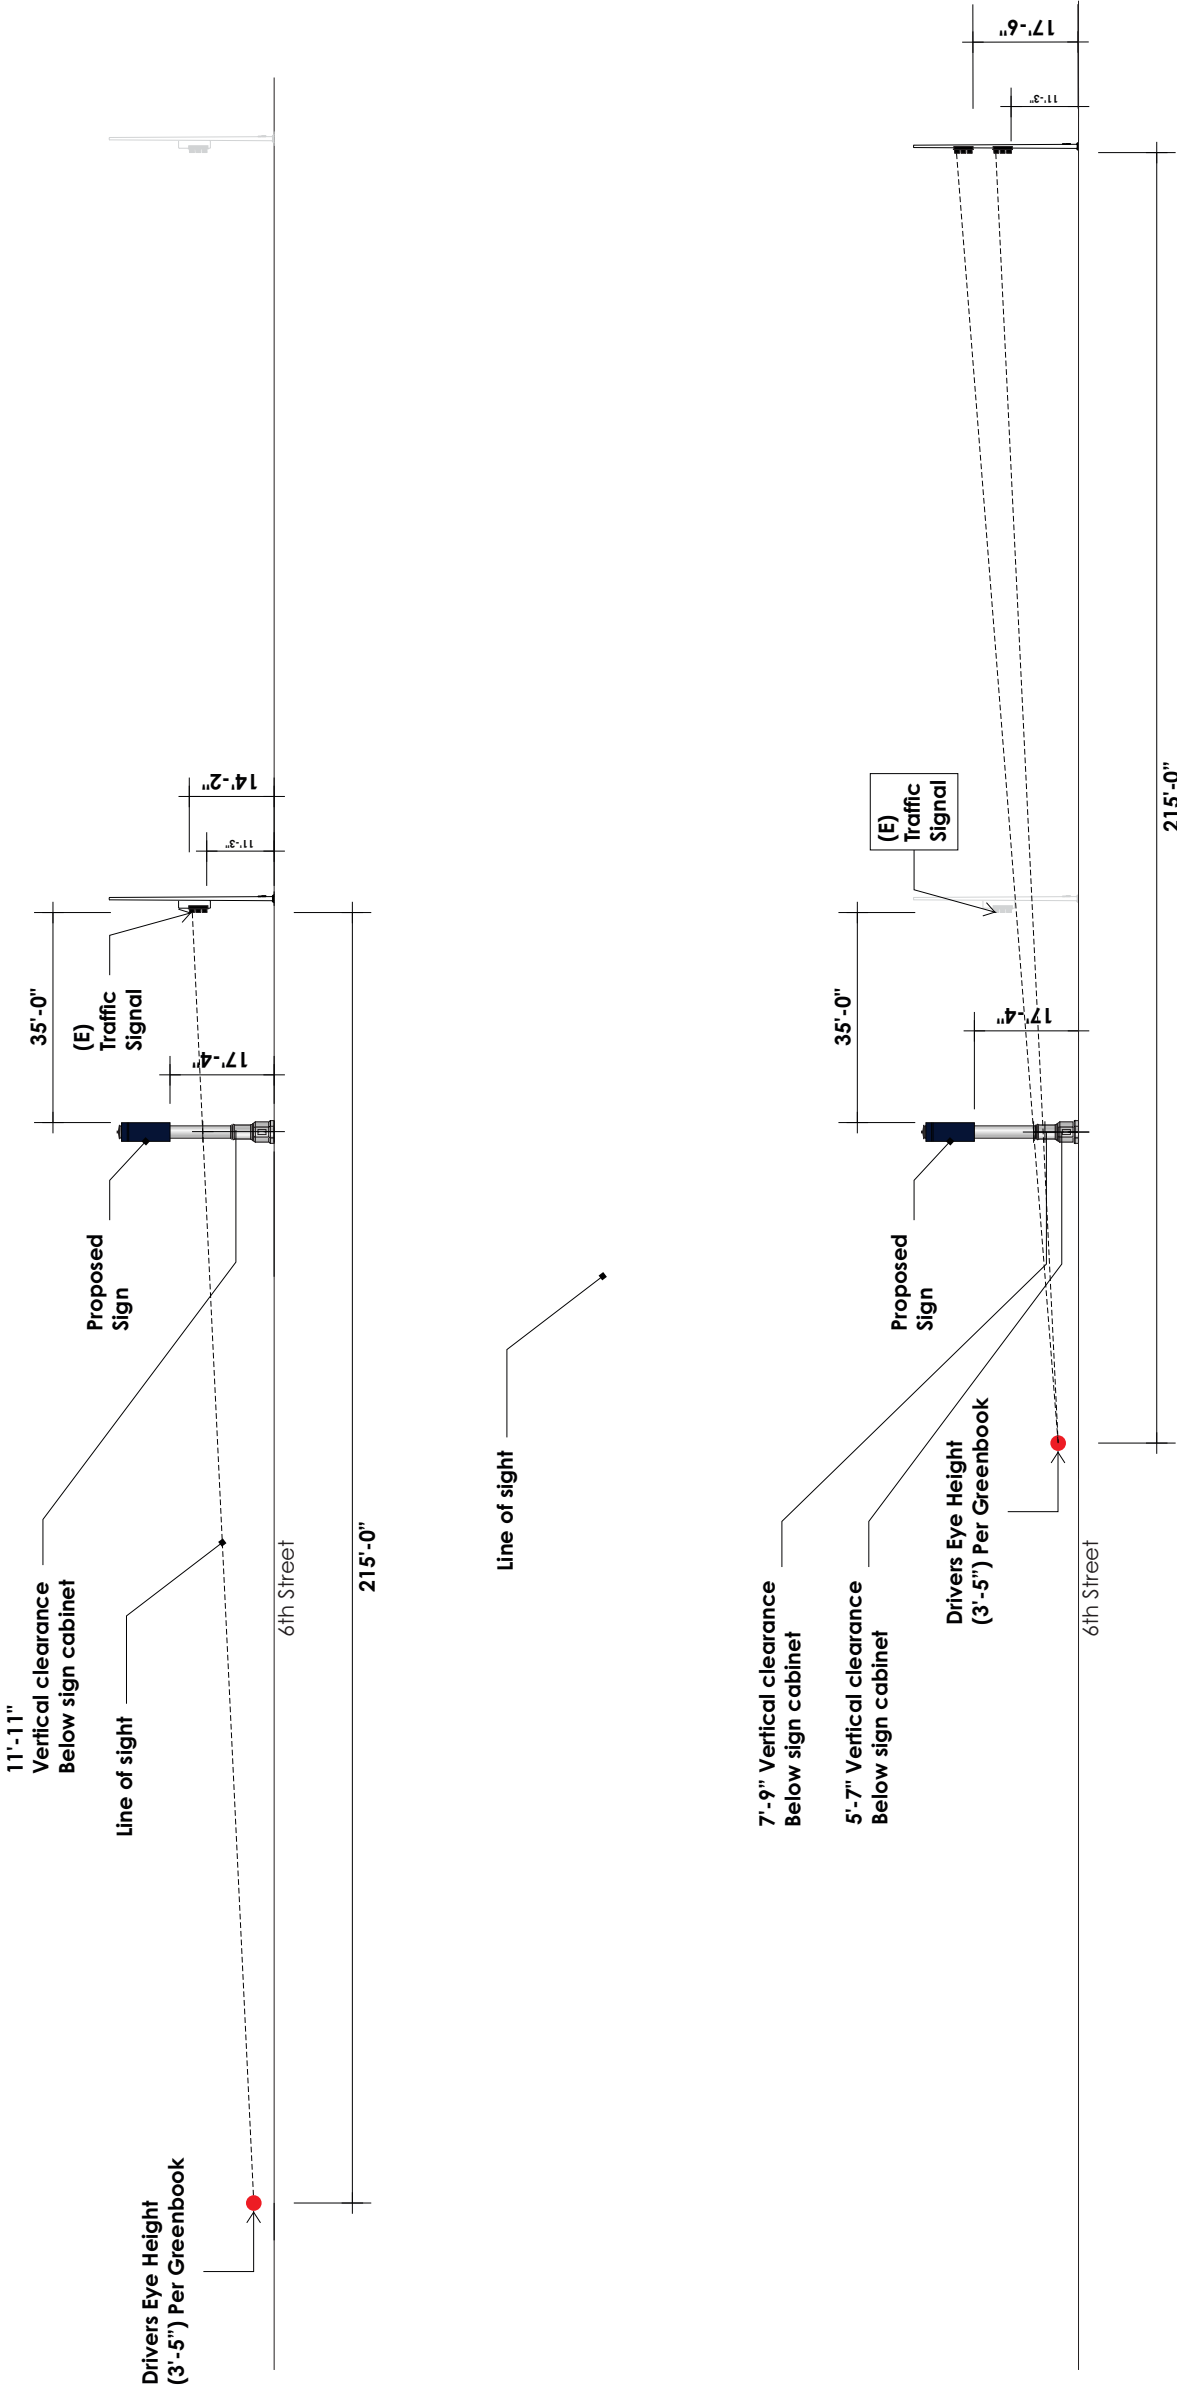 11'-11"
Vertical clearance
Below sign cabinet
Line of sight
Drivers Eye Height
(3'-5") Per Greenbook
Proposed
Sign
35'-0"
(E)
Traffic
Signal
17'-4"
14'-2"
11'-3"
6th Street
215'-0"
Line of sight
7'-9" Vertical clearance
Below sign cabinet
5'-7" Vertical clearance
Below sign cabinet
Drivers Eye Height
(3'-5") Per Greenbook
Proposed
Sign
35'-0"
(E)
Traffic
Signal
17'-4"
17'-6"
11'-3"
6th Street
215'-0"